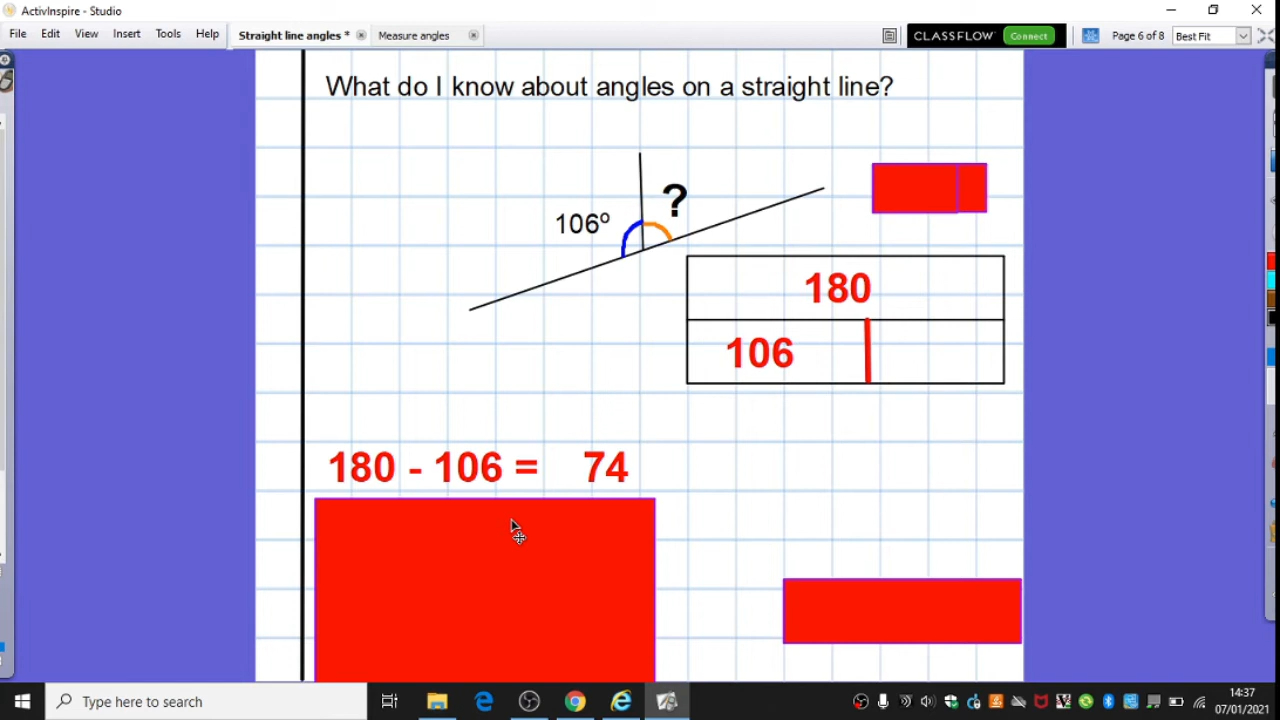 ActivInspire - Studio
File Edit View Insert Tools Help Straight line angles * Measure angles CLASSFLOW Connect Page 6 of 8 Best Fit
What do I know about angles on a straight line?
?
106º
180
106
180 - 106 = 74
Type here to search
14:37
07/01/2021